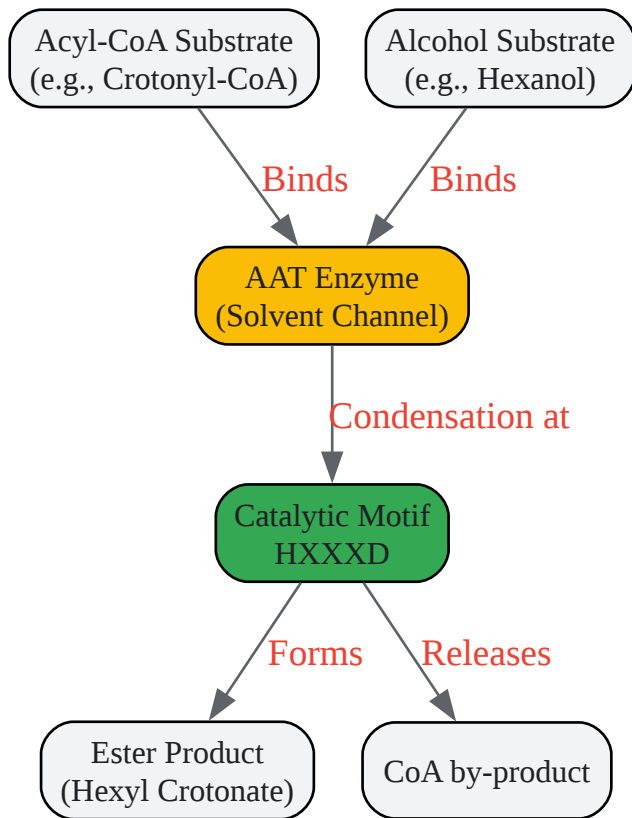 Acyl-CoA Substrate
(e.g., Crotonyl-CoA)
Alcohol Substrate
(e.g., Hexanol)
Binds
Binds
AAT Enzyme
(Solvent Channel)
Condensation at
Catalytic Motif
HXXXD
Forms
Releases
Ester Product
(Hexyl Crotonate)
CoA by-product